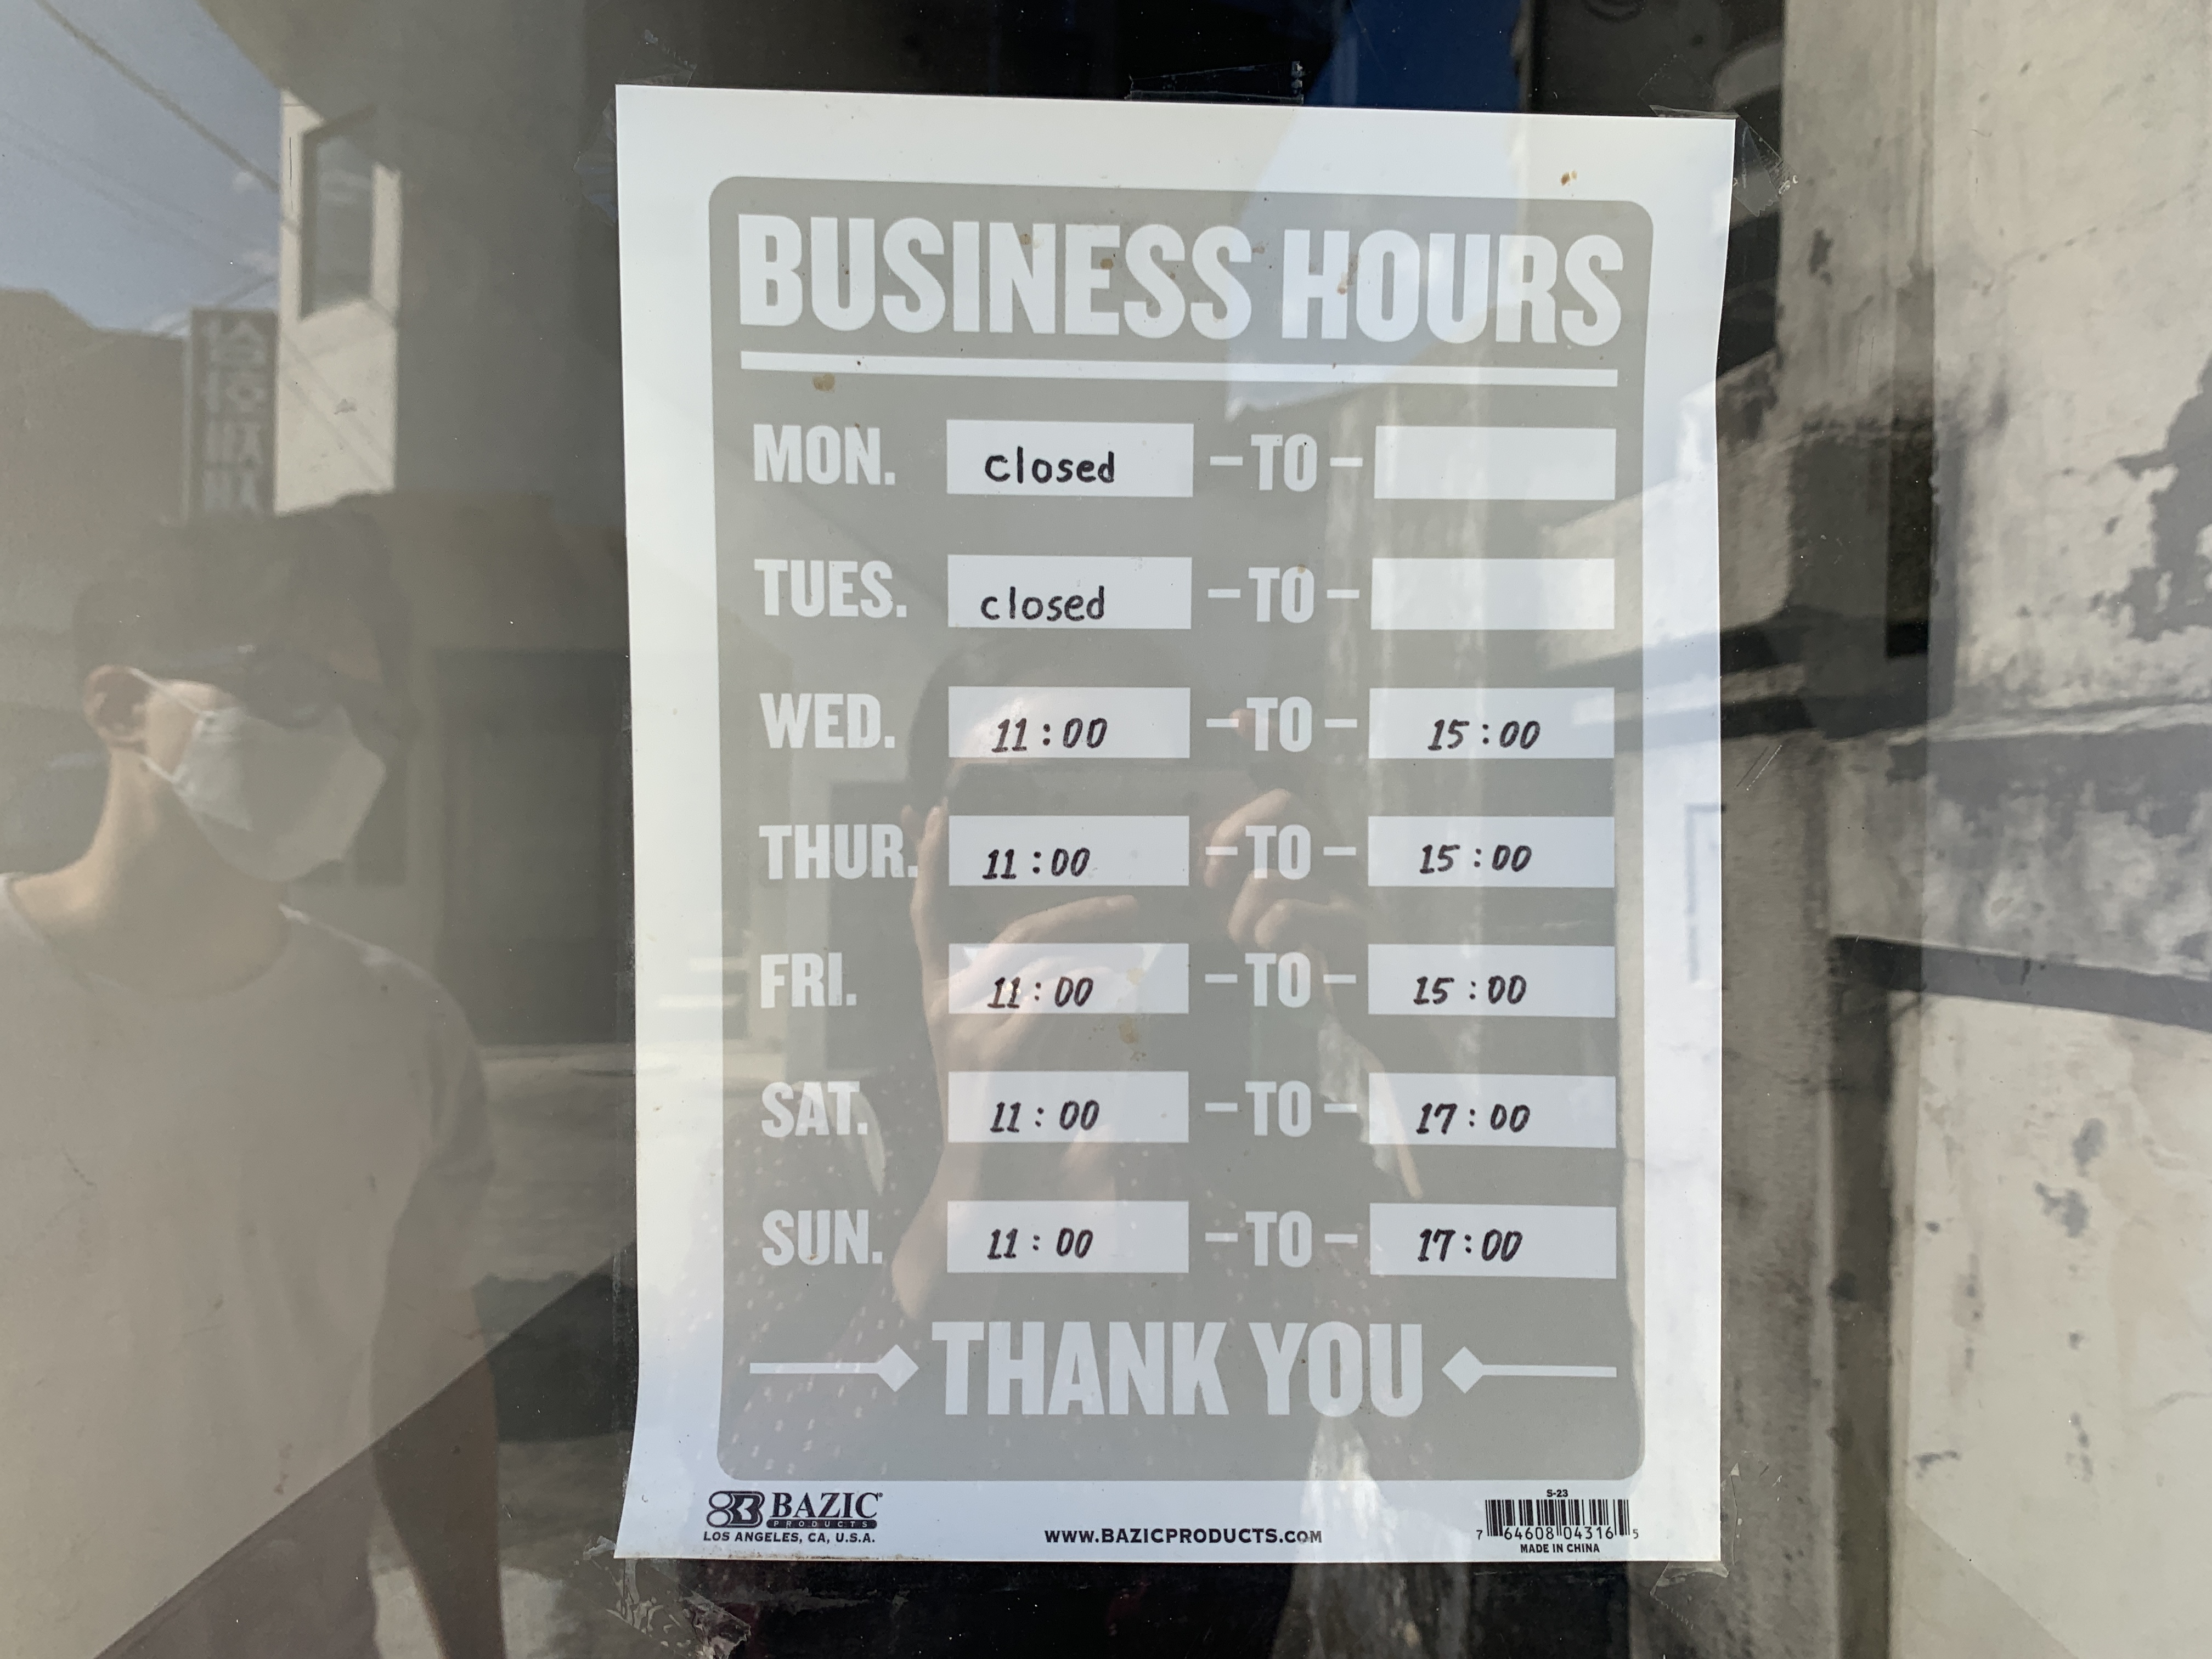 BUSINESS HOURS
MON. closed -TO-
TUES. closed -TO-
WED. 11:00 -TO- 15:00
THUR. 11:00 -TO- 15:00
FRI. 11:00 -TO- 15:00
SAT. 11:00 -TO- 17:00
SUN. 11:00 -TO- 17:00
THANK YOU
BAZIC
PRODUCTS
LOS ANGELES, CA, U.S.A.
WWW.BAZICPRODUCTS.COM
S-23
7 64608 04316 5
MADE IN CHINA